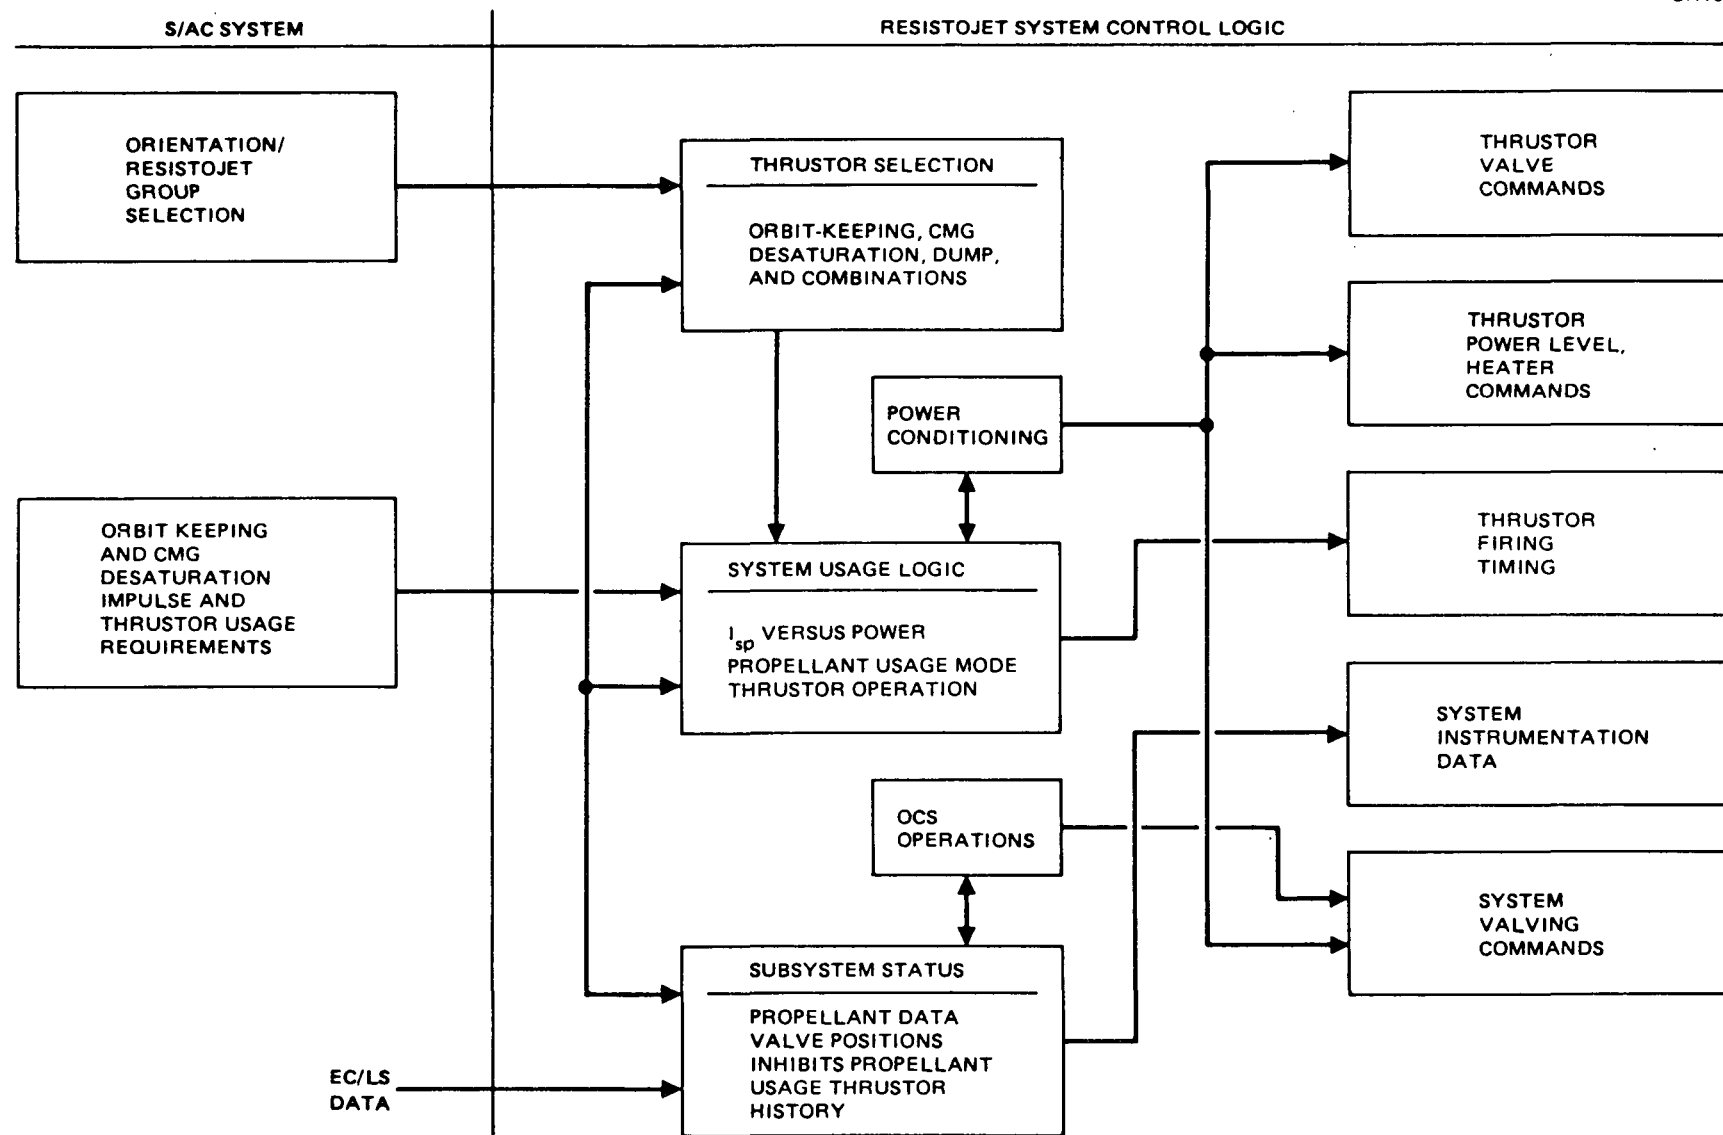 S/AC SYSTEM
RESISTOJET SYSTEM CONTROL LOGIC
ORIENTATION/
RESISTOJET
GROUP
SELECTION
THRUSTOR SELECTION
ORBIT-KEEPING, CMG
DESATURATION, DUMP,
AND COMBINATIONS
THRUSTOR
VALVE
COMMANDS
THRUSTOR
POWER LEVEL,
HEATER
COMMANDS
POWER
CONDITIONING
ORBIT KEEPING
AND CMG
DESATURATION
IMPULSE AND
THRUSTOR USAGE
REQUIREMENTS
SYSTEM USAGE LOGIC
Isp VERSUS POWER
PROPELLANT USAGE MODE
THRUSTOR OPERATION
THRUSTOR
FIRING
TIMING
SYSTEM
INSTRUMENTATION
DATA
OCS
OPERATIONS
SYSTEM
VALVING
COMMANDS
SUBSYSTEM STATUS
PROPELLANT DATA
VALVE POSITIONS
INHIBITS PROPELLANT
USAGE THRUSTOR
HISTORY
EC/LS
DATA